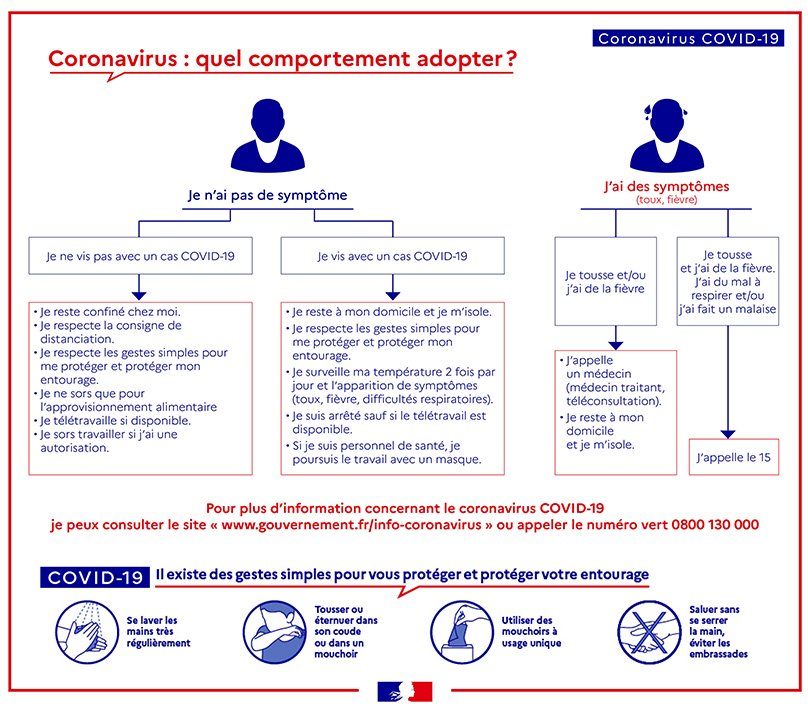 Coronavirus COVID-19
Coronavirus : quel comportement adopter ?
Je n'ai pas de symptôme
Je ne vis pas avec un cas COVID-19
• Je reste confiné chez moi.
• Je respecte la consigne de
distanciation.
• Je respecte les gestes simples pour
me protéger et protéger mon
entourage.
• Je ne sors que pour
l'approvisionnement alimentaire
• Je télétravaille si disponible.
• Je sors travailler si j'ai une
autorisation.
Je vis avec un cas COVID-19
• Je reste à mon domicile et je m'isole.
• Je respecte les gestes simples pour
me protéger et protéger mon
entourage.
• Je surveille ma température 2 fois par
jour et l'apparition de symptômes
(toux, fièvre, difficultés respiratoires).
• Je suis arrêté sauf si le télétravail est
disponible.
• Si je suis personnel de santé, je
poursuis le travail avec un masque.
J'ai des symptômes
(toux, fièvre)
Je tousse et/ou
j'ai de la fièvre
• J'appelle
un médecin
(médecin traitant,
téléconsultation).
• Je reste à mon
domicile
et je m'isole.
Je tousse
et j'ai de la fièvre.
J'ai du mal à
respirer et/ou
j'ai fait un malaise
J'appelle le 15
Pour plus d'information concernant le coronavirus COVID-19
je peux consulter le site « www.gouvernement.fr/info-coronavirus » ou appeler le numéro vert 0800 130 000
COVID-19 Il existe des gestes simples pour vous protéger et protéger votre entourage
Se laver les
mains très
régulièrement
Tousser ou
éternuer dans
son coude
ou dans un
mouchoir
Utiliser des
mouchoirs à
usage unique
Saluer sans
se serrer
la main,
éviter les
embrassades